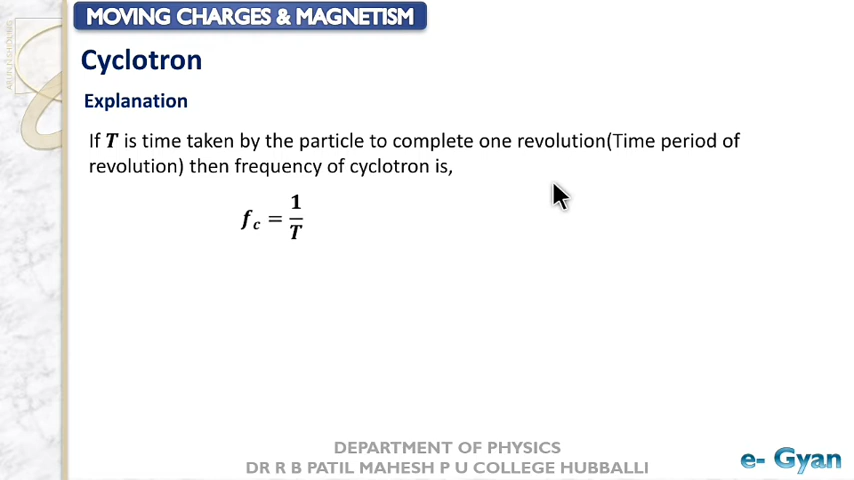 MOVING CHARGES & MAGNETISM
Cyclotron
Explanation
If T is time taken by the particle to complete one revolution(Time period of
revolution) then frequency of cyclotron is,
f_c = 1/T
DEPARTMENT OF PHYSICS
DR R B PATIL MAHESH P U COLLEGE HUBBALLI
e- Gyan